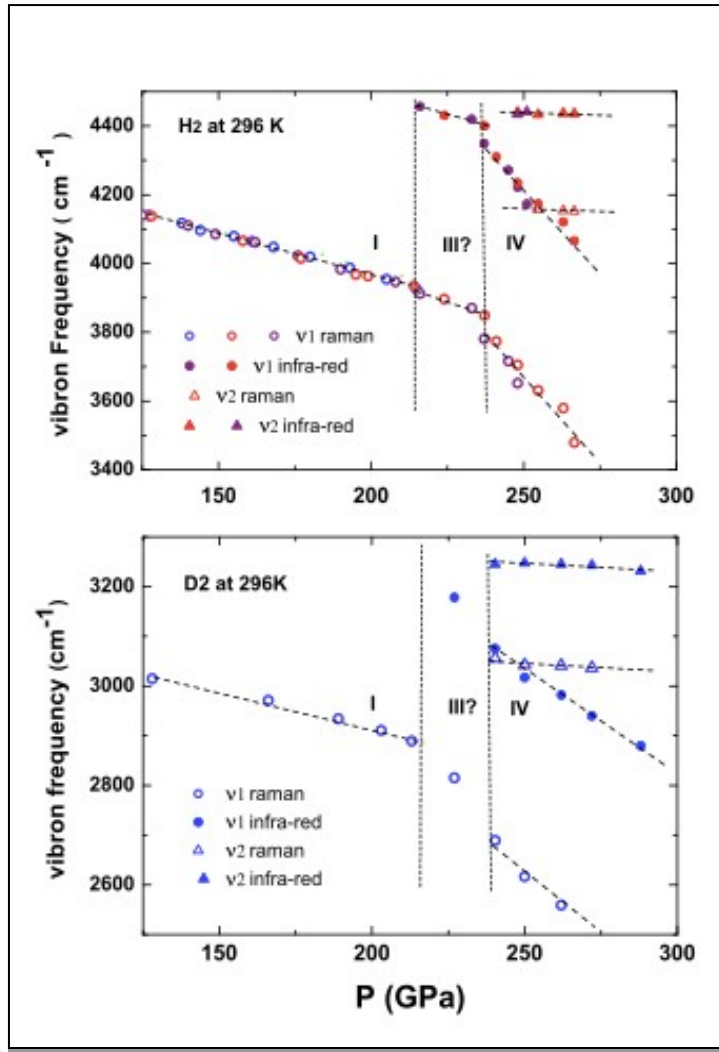 H2 at 296 K
4400
4200
4000
3800
3600
3400
vibron Frequency ( cm-1 )
I
III?
IV
ν1 raman
ν1 infra-red
ν2 raman
ν2 infra-red
150
200
250
300
D2 at 296K
3200
3000
2800
2600
vibron frequency (cm-1)
I
III?
IV
ν1 raman
ν1 infra-red
ν2 raman
ν2 infra-red
150
200
250
300
P (GPa)